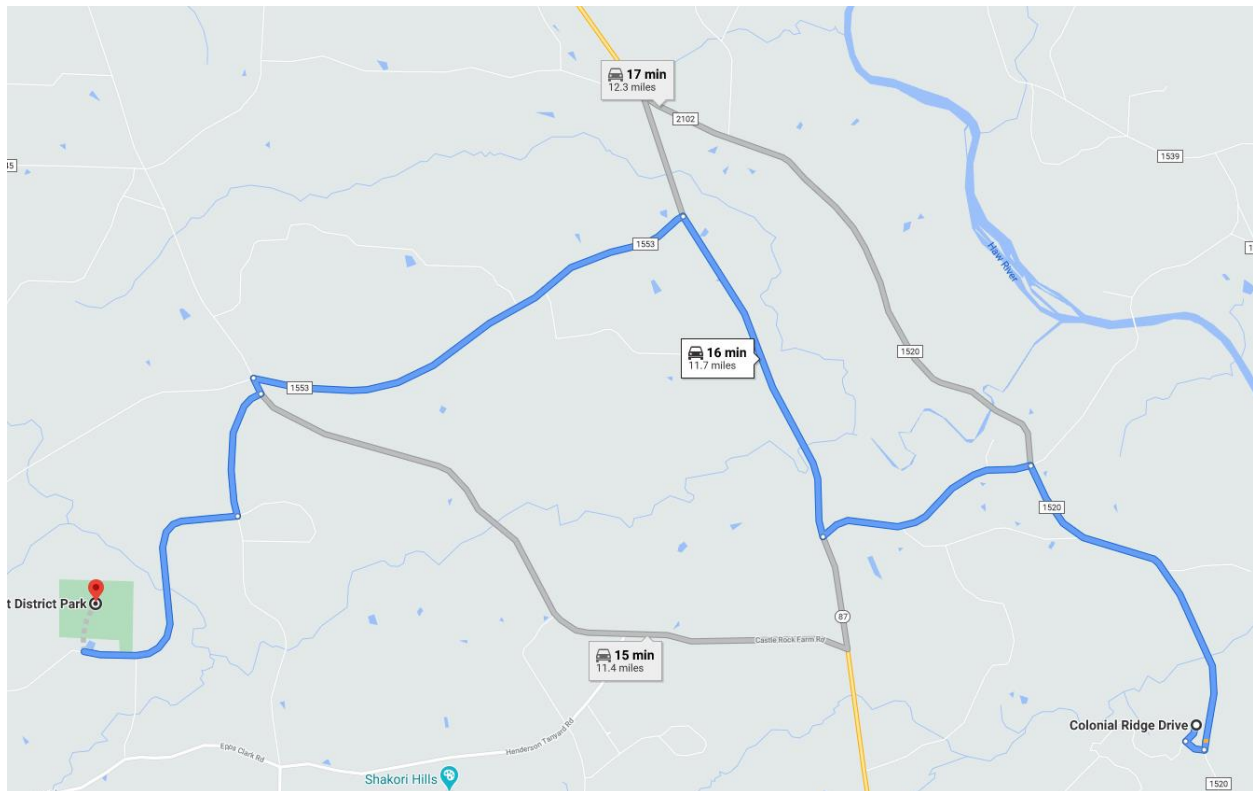 17 min
12.3 miles
2102
1539
45
1553
Haw River
16 min
11.7 miles
1520
1553
1520
t District Park
87
Castle Rock Farm Rd
15 min
11.4 miles
Colonial Ridge Drive
Henderson Tanyard Rd
Epps Clark Rd
Shakori Hills
1520